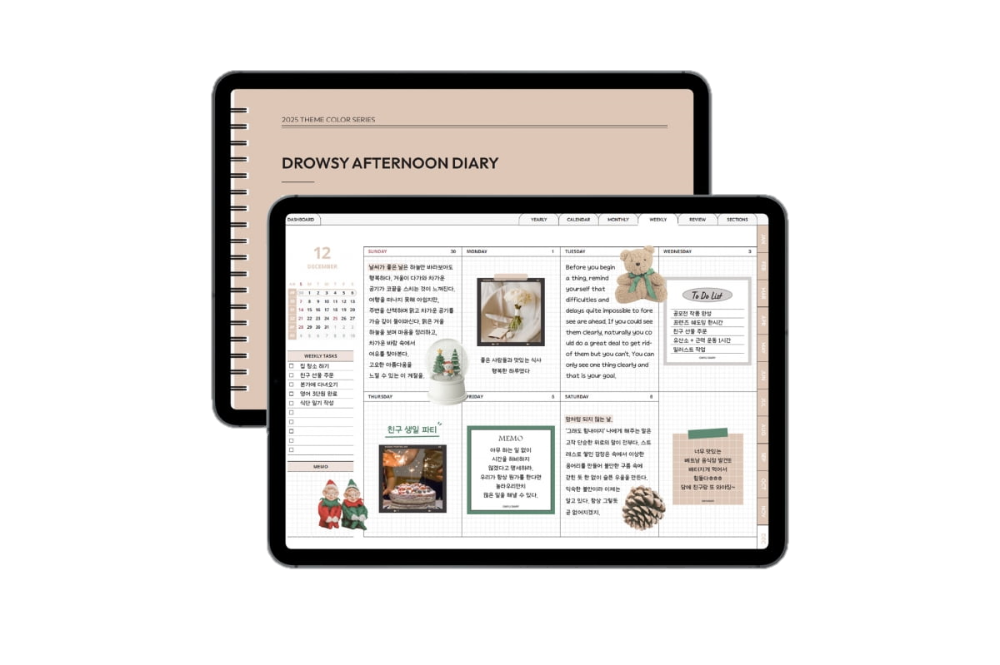 2025 THEME COLOR SERIES
DROWSY AFTERNOON DIARY
DASHBOARD
YEARLY
CALENDAR
MONTHLY
WEEKLY
REVIEW
SECTIONS
12
DECEMBER
S M T W T F S
30 1 2 3 4 5 6
7 8 9 10 11 12 13
14 15 16 17 18 19 20
21 22 23 24 25 26 27
28 29 30 31 1 2 3
4 5 6 7 8 9 10
WEEKLY TASKS
집 청소 하기
친구 선물 주문
본가에 다녀오기
영어 3단원 완료
식단 일기 작성
MEMO
SUNDAY 30
날씨가 좋은 날은 하늘만 바라보아도
행복하다. 겨울이 다가와 차가운
공기가 코끝을 스치는 것이 느껴진다.
여행을 떠나지 못해 아쉽지만,
주변을 산책하며 맑고 차가운 공기를
가슴 깊이 들이마신다. 맑은 겨울
하늘을 보며 마음을 정리하고,
차가운 바람 속에서
여유를 찾아본다.
고요한 아름다움을
느낄 수 있는 이 계절을.
MONDAY 1
좋은 사람들과 맛있는 식사
행복한 하루였다
TUESDAY
Before you begin
a thing, remind
yourself that
difficulties and
delays quite impossible to fore
see are ahead. If you could see
them clearly, naturally you co
uld do a great deal to get rid-
of them but you can't. You can
only see one thing clearly and
that is your goal.
WEDNESDAY 3
To Do List
공모전 작품 완성
프렌즈 쉐도잉 한시간
친구 선물 주문
유산소 + 근력 운동 1시간
일러스트 작업
THURSDAY
친구 생일 파티
FRIDAY 5
MEMO
아무 하는 일 없이
시간을 허비하지
않겠다고 맹세하라.
우리가 항상 뭔가를 한다면
놀라우리만치
많은 일을 해낼 수 있다.
SATURDAY 6
맘처럼 되지 않는 날.
'그래도 힘내야지' 나에게 해주는 말은
고작 단순한 위로의 말이 전부다. 스트
레스로 쌓인 감정은 속에서 이상한
응어리를 만들어 불만한 구름 속에
갇힌 듯 한 없이 슬픈 우울을 만든다.
익숙한 불만이라 이제는
알고 있다. 항상 그렇듯
곧 없어지겠지.
너무 맛있는
베트남 음식점 발견!!
배터지게 먹어서
힘들다ㅎㅎㅎ
담에 친구랑 또 와야징~
JAN
FEB
MAR
APR
MAY
JUN
JUL
AUG
SEP
OCT
NOV
DEC